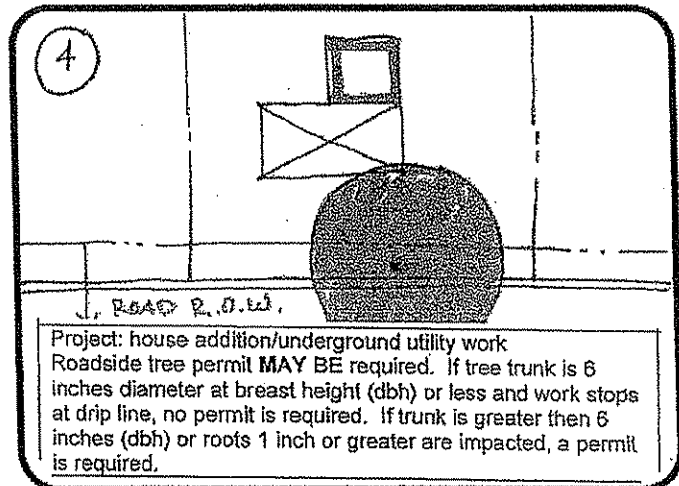 4
ROAD R.O.W.
Project: house addition/underground utility work
Roadside tree permit MAY BE required. If tree trunk is 6
inches diameter at breast height (dbh) or less and work stops
at drip line, no permit is required. If trunk is greater then 6
inches (dbh) or roots 1 inch or greater are impacted, a permit
is required.